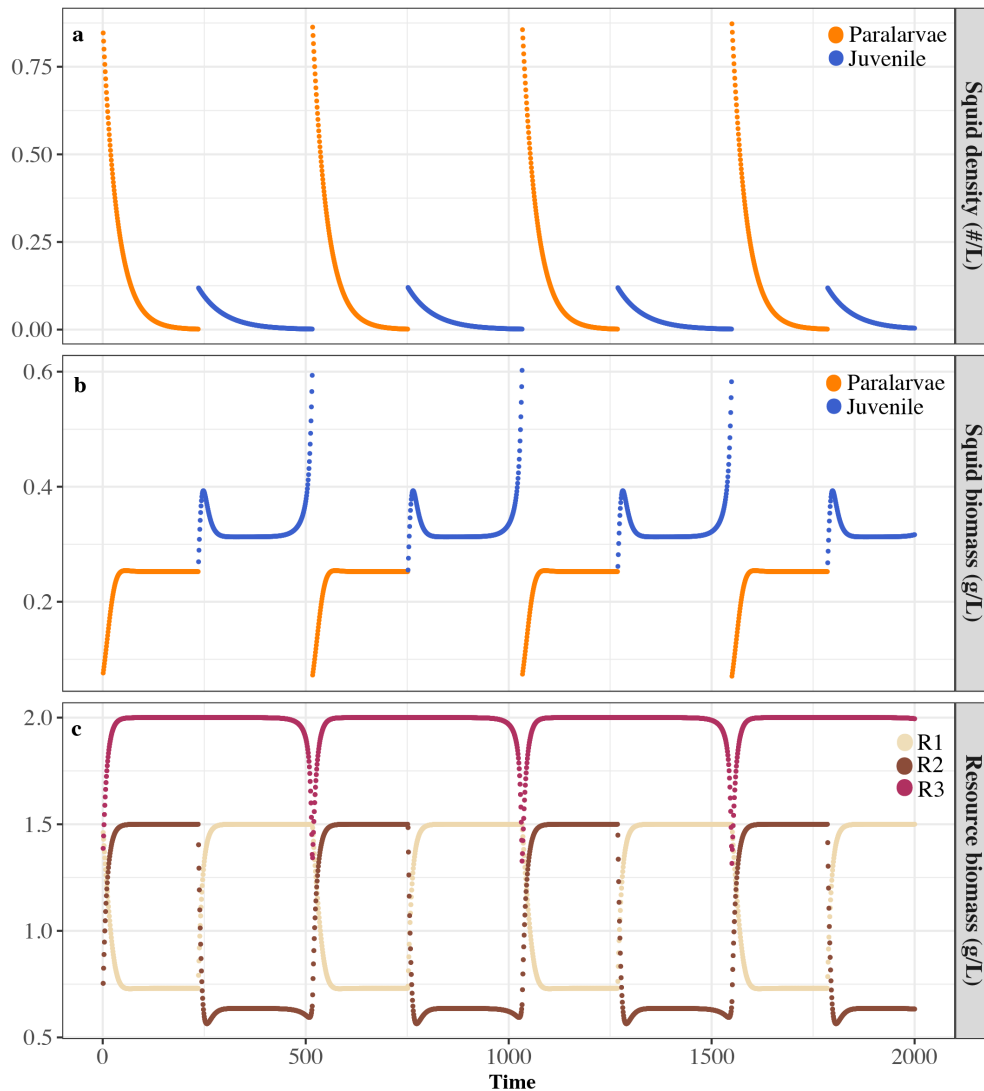 a
Paralarvae
Juvenile
0.75
0.50
0.25
0.00
Squid density (#/L)
b
Paralarvae
Juvenile
0.6
0.4
0.2
Squid biomass (g/L)
c
R1
R2
R3
2.0
1.5
1.0
0.5
Resource biomass (g/L)
0 500 1000 1500 2000
Time